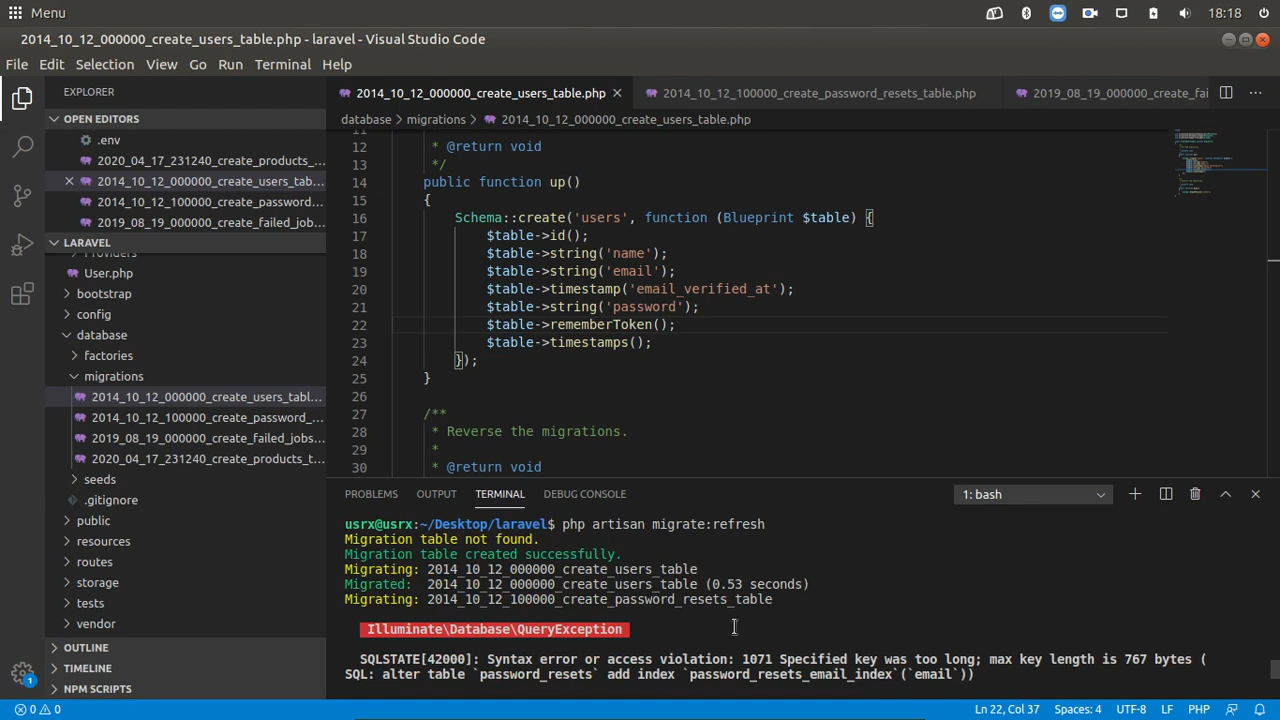 Menu
18:18
2014_10_12_000000_create_users_table.php - laravel - Visual Studio Code
File Edit Selection View Go Run Terminal Help
EXPLORER
OPEN EDITORS
.env
2020_04_17_231240_create_products_...
2014_10_12_000000_create_users_tab...
2014_10_12_100000_create_password...
2019_08_19_000000_create_failed_job...
LARAVEL
Providers
User.php
bootstrap
config
database
factories
migrations
2014_10_12_000000_create_users_tabl...
2014_10_12_100000_create_password_...
2019_08_19_000000_create_failed_jobs...
2020_04_17_231240_create_products_t...
seeds
.gitignore
public
resources
routes
storage
tests
vendor
OUTLINE
TIMELINE
NPM SCRIPTS
2014_10_12_000000_create_users_table.php 2014_10_12_100000_create_password_resets_table.php 2019_08_19_000000_create_fai
database > migrations > 2014_10_12_000000_create_users_table.php
11
12 * @return void
13 */
14 public function up()
15 {
16 Schema::create('users', function (Blueprint $table) {
17 $table->id();
18 $table->string('name');
19 $table->string('email');
20 $table->timestamp('email_verified_at');
21 $table->string('password');
22 $table->rememberToken();
23 $table->timestamps();
24 });
25 }
26
27 /**
28 * Reverse the migrations.
29 *
30 * @return void
PROBLEMS OUTPUT TERMINAL DEBUG CONSOLE 1: bash
usrx@usrx:~/Desktop/laravel$ php artisan migrate:refresh
Migration table not found.
Migration table created successfully.
Migrating: 2014_10_12_000000_create_users_table
Migrated: 2014_10_12_000000_create_users_table (0.53 seconds)
Migrating: 2014_10_12_100000_create_password_resets_table
Illuminate\Database\QueryException
SQLSTATE[42000]: Syntax error or access violation: 1071 Specified key was too long; max key length is 767 bytes (
SQL: alter table `password_resets` add index `password_resets_email_index`(`email`))
1
0 0 Ln 22, Col 37 Spaces: 4 UTF-8 LF PHP